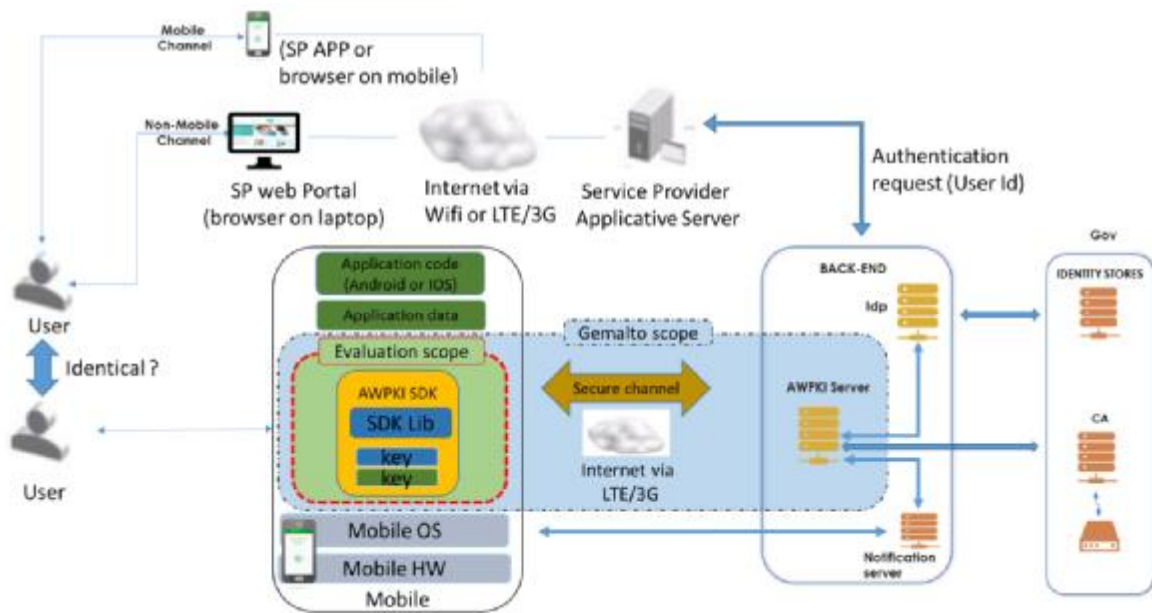 Mobile
Channel
(SP APP or
browser on mobile)
Non-Mobile
Channel
SP web Portal
(browser on laptop)
Internet via
Wifi or LTE/3G
Service Provider
Applicative Server
Authentication
request (User Id)
User
Identical ?
User
Application code
(Android or IOS)
Application data
Evaluation scope
AWPKI SDK
SDK Lib
key
key
Mobile OS
Mobile HW
Mobile
Gemalto scope
Secure channel
Internet via
LTE/3G
BACK-END
Idp
AWPKI Server
Notification
server
Gov
IDENTITY STORES
CA